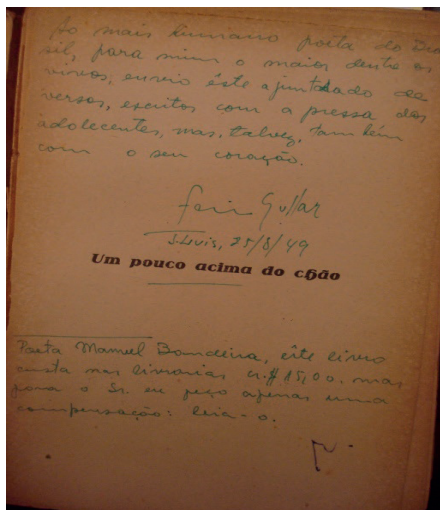 Ao mais humano poeta do Bra
sil, para mim o maior dentre os
vivos, envio êste ajuntado de
versos, escritos com a pressa dos
adolecentes, mas, talvez, também
com o seu coração.
Ferreira Gullar
S. Luis, 25/8/49
Um pouco acima do chão
Poeta Manuel Bandeira, êste livro
custa nas livrarias cr.$ 15,00. mas
para o Sr. eu peço apenas uma
compensação: leia-o.